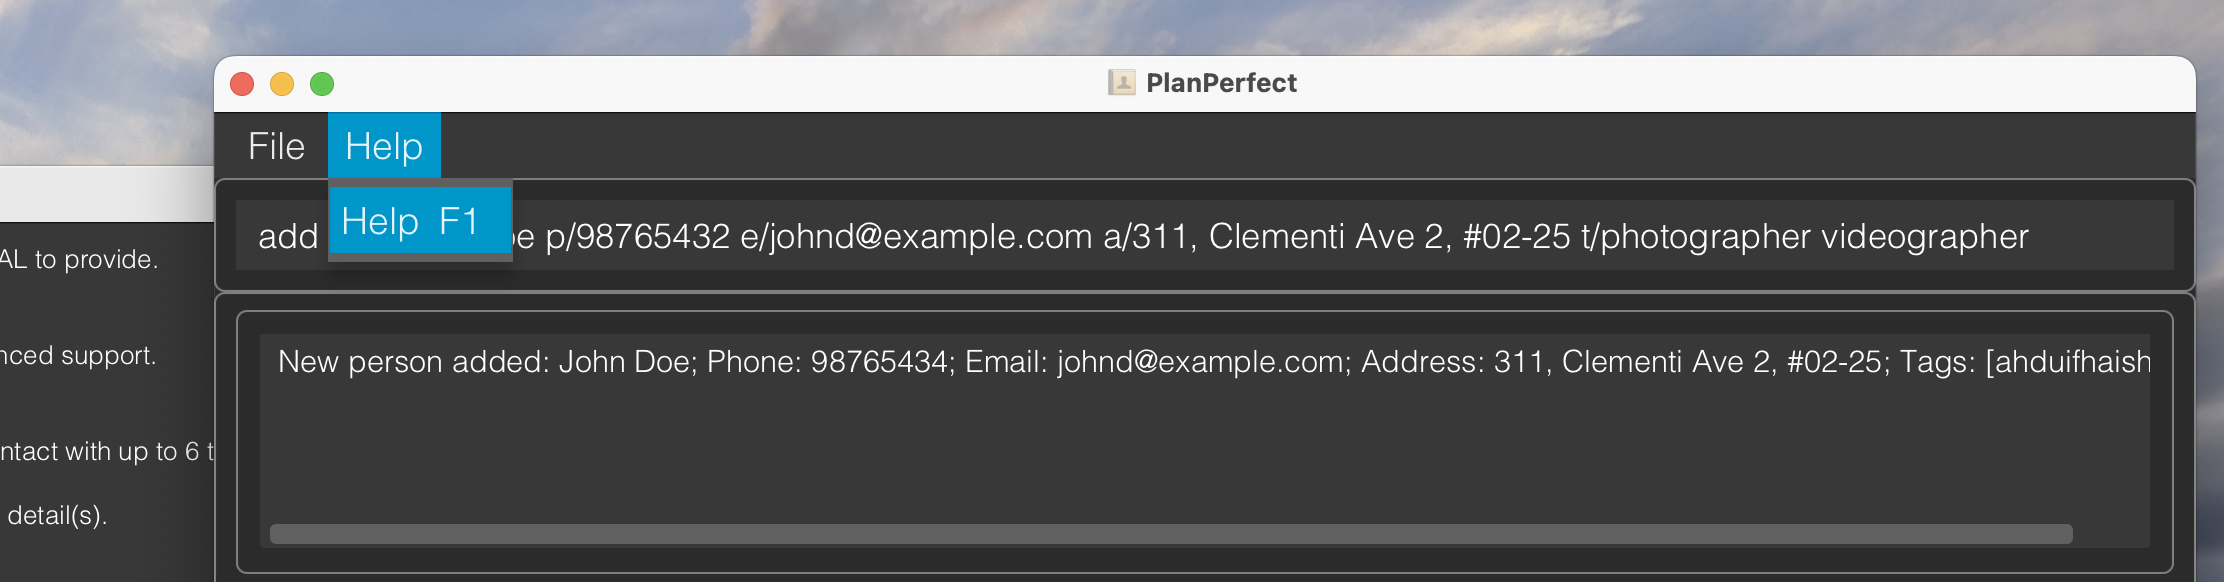 PlanPerfect
File Help
Help F1
add e p/98765432 e/johnd@example.com a/311, Clementi Ave 2, #02-25 t/photographer videographer
AL to provide.
New person added: John Doe; Phone: 98765434; Email: johnd@example.com; Address: 311, Clementi Ave 2, #02-25; Tags: [ahduifhaish
nced support.
ntact with up to 6 t
detail(s).